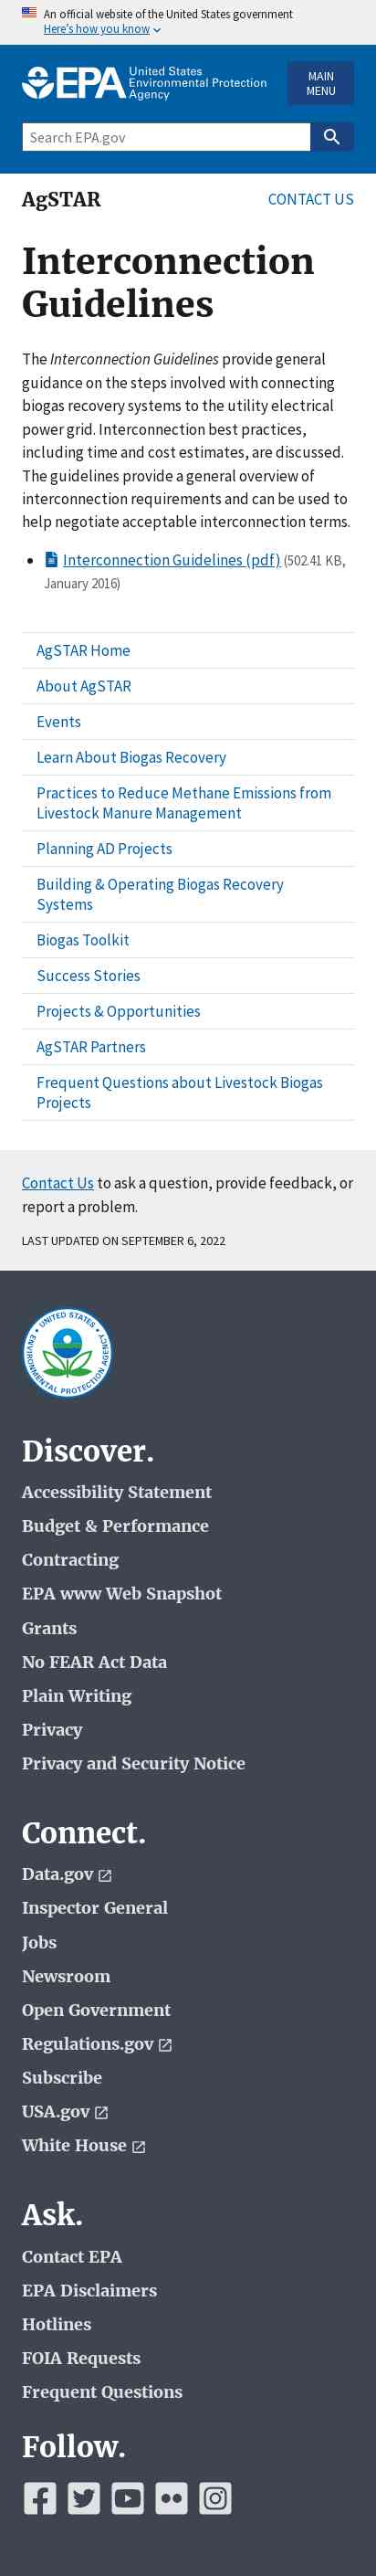 An official website of the United States government
Here's how you know
EPA United States
Environmental Protection
Agency
MAIN
MENU
Search EPA.gov
AgSTAR
CONTACT US
Interconnection
Guidelines
The Interconnection Guidelines provide general
guidance on the steps involved with connecting
biogas recovery systems to the utility electrical
power grid. Interconnection best practices,
including time and cost estimates, are discussed.
The guidelines provide a general overview of
interconnection requirements and can be used to
help negotiate acceptable interconnection terms.
Interconnection Guidelines (pdf) (502.41 KB,
January 2016)
AgSTAR Home
About AgSTAR
Events
Learn About Biogas Recovery
Practices to Reduce Methane Emissions from
Livestock Manure Management
Planning AD Projects
Building & Operating Biogas Recovery
Systems
Biogas Toolkit
Success Stories
Projects & Opportunities
AgSTAR Partners
Frequent Questions about Livestock Biogas
Projects
Contact Us to ask a question, provide feedback, or
report a problem.
LAST UPDATED ON SEPTEMBER 6, 2022
UNITED STATES
ENVIRONMENTAL PROTECTION AGENCY
Discover.
Accessibility Statement
Budget & Performance
Contracting
EPA www Web Snapshot
Grants
No FEAR Act Data
Plain Writing
Privacy
Privacy and Security Notice
Connect.
Data.gov
Inspector General
Jobs
Newsroom
Open Government
Regulations.gov
Subscribe
USA.gov
White House
Ask.
Contact EPA
EPA Disclaimers
Hotlines
FOIA Requests
Frequent Questions
Follow.